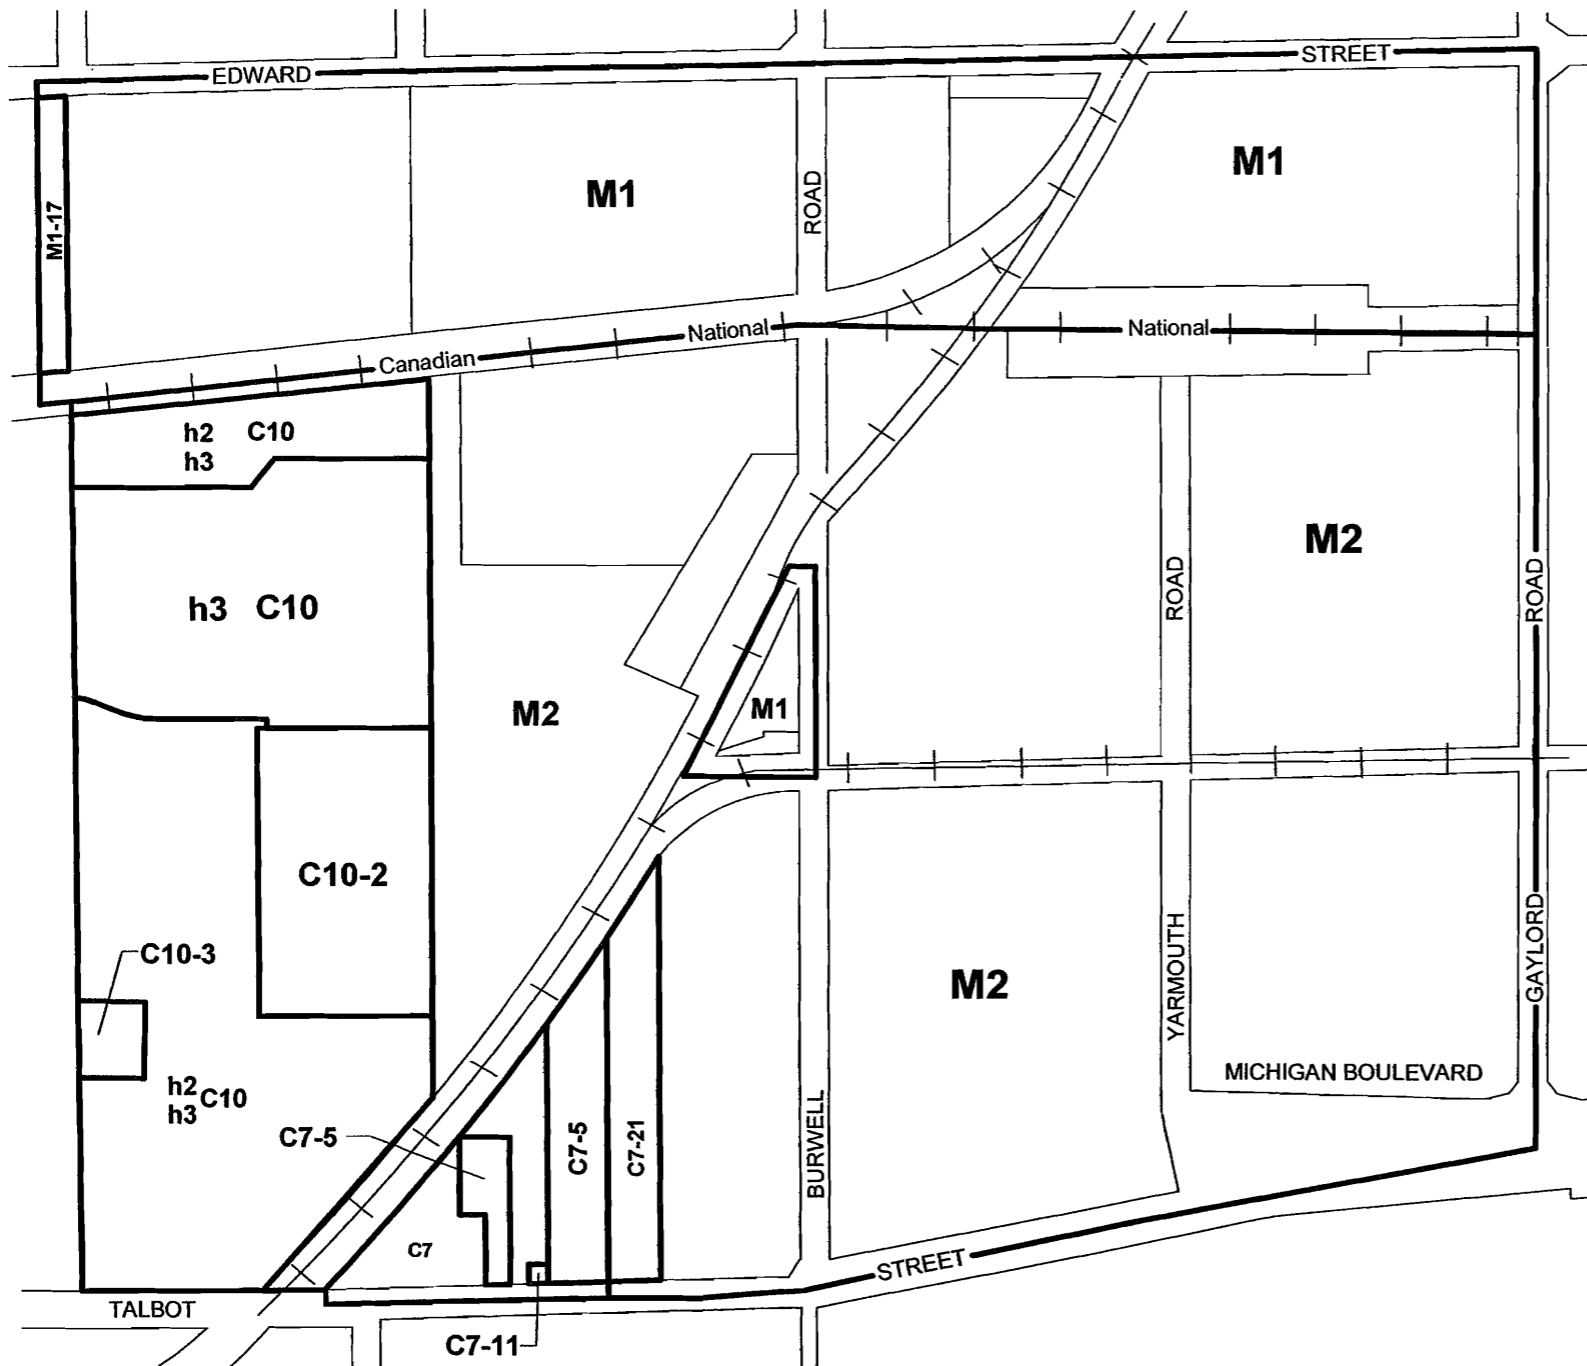 EDWARD
STREET
M1-17
M1
ROAD
M1
Canadian
National
National
h2 C10
h3
h3 C10
M2
M1
ROAD
M2
ROAD
C10-2
C10-3
h2 C10
h3
C7-5
C7-5
C7-21
C7
C7-11
M2
BURWELL
YARMOUTH
GAYLORD
MICHIGAN BOULEVARD
STREET
TALBOT